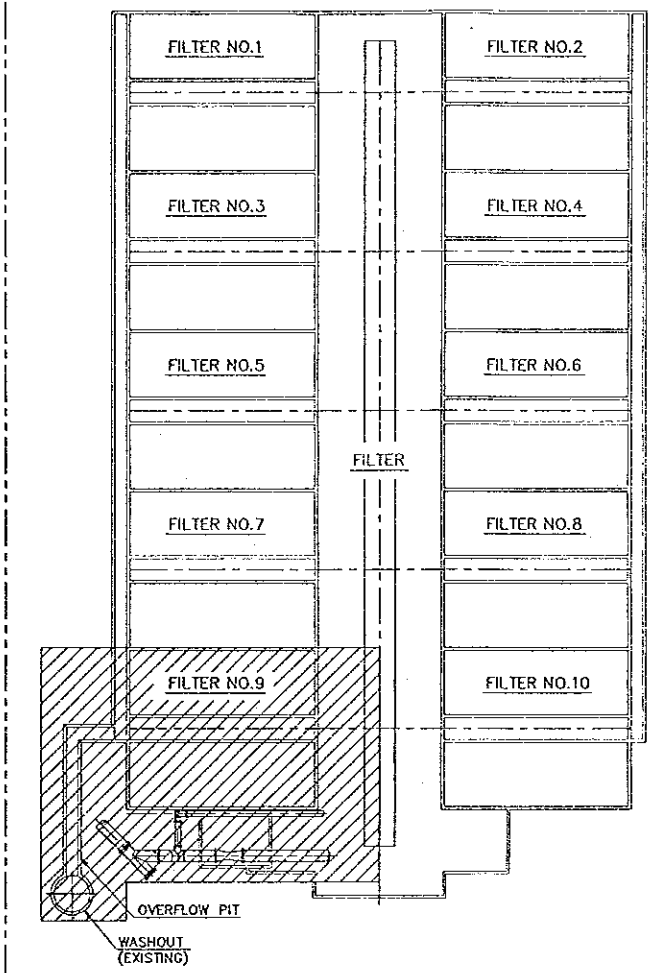 FILTER NO.1
FILTER NO.2
FILTER NO.3
FILTER NO.4
FILTER NO.5
FILTER NO.6
FILTER
FILTER NO.7
FILTER NO.8
FILTER NO.9
FILTER NO.10
OVERFLOW PIT
WASHOUT
(EXISTING)